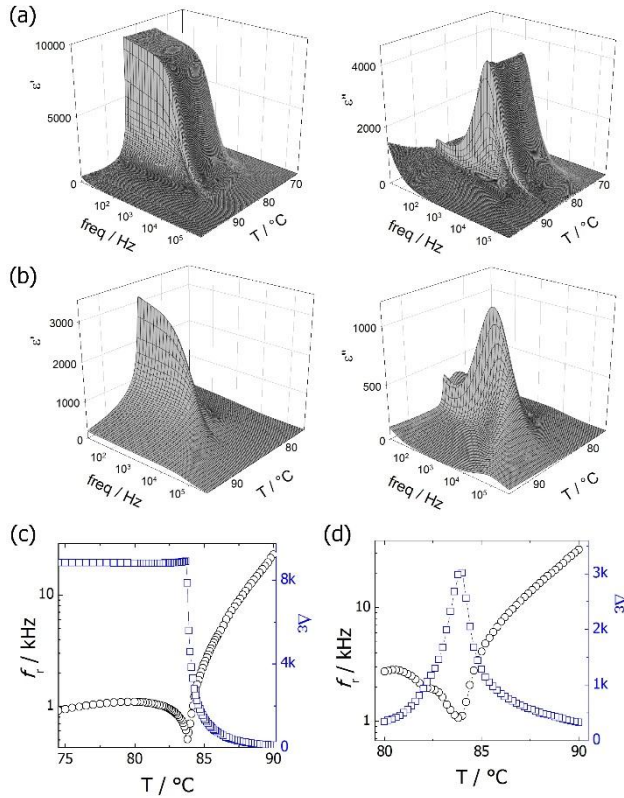 (a)
10000
5000
0
ε'
10² 10³ 10⁴ 10⁵
freq / Hz
90 80 70
T / °C
4000
2000
0
ε''
10² 10³ 10⁴ 10⁵
freq / Hz
90 80 70
T / °C
(b)
3000
2000
1000
0
ε'
10² 10³ 10⁴ 10⁵
freq / Hz
90 80
T / °C
1000
500
0
ε''
10² 10³ 10⁴ 10⁵
freq / Hz
90 80
T / °C
(c)
10
1
fᵣ / kHz
8k
4k
0
Δε
75 80 85 90
T / °C
(d)
10
1
fᵣ / kHz
3k
2k
1k
0
Δε
80 85 90
T / °C